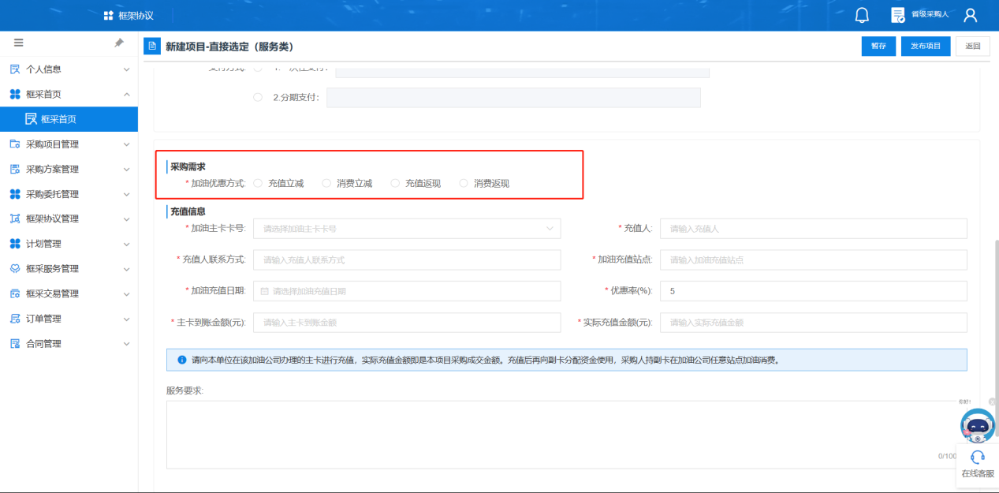 框架协议
省级采购人
新建项目-直接选定（服务类）
暂存
发布项目
返回
个人信息
框采首页
框采首页
采购项目管理
采购方案管理
采购委托管理
框架协议管理
计划管理
框采服务管理
框采交易管理
订单管理
合同管理
支付方式: 1.一次性支付：
2.分期支付：
采购需求
* 加油优惠方式: 充值立减 消费立减 充值返现 消费返现
充值信息
* 加油主卡卡号: 请选择加油主卡卡号 * 充值人: 请输入充值人
* 充值人联系方式: 请输入充值人联系方式 * 加油充值站点: 请输入加油充值站点
* 加油充值日期: 请选择加油充值日期 * 优惠率(%): 5
* 主卡到账金额(元): 请输入主卡到账金额 * 实际充值金额(元): 请输入实际充值金额
请向本单位在该加油公司办理的主卡进行充值，实际充值金额即是本项目采购成交金额。充值后再向副卡分配资金使用，采购人持副卡在加油公司任意站点加油消费。
服务要求:
你好!
0/100
在线客服